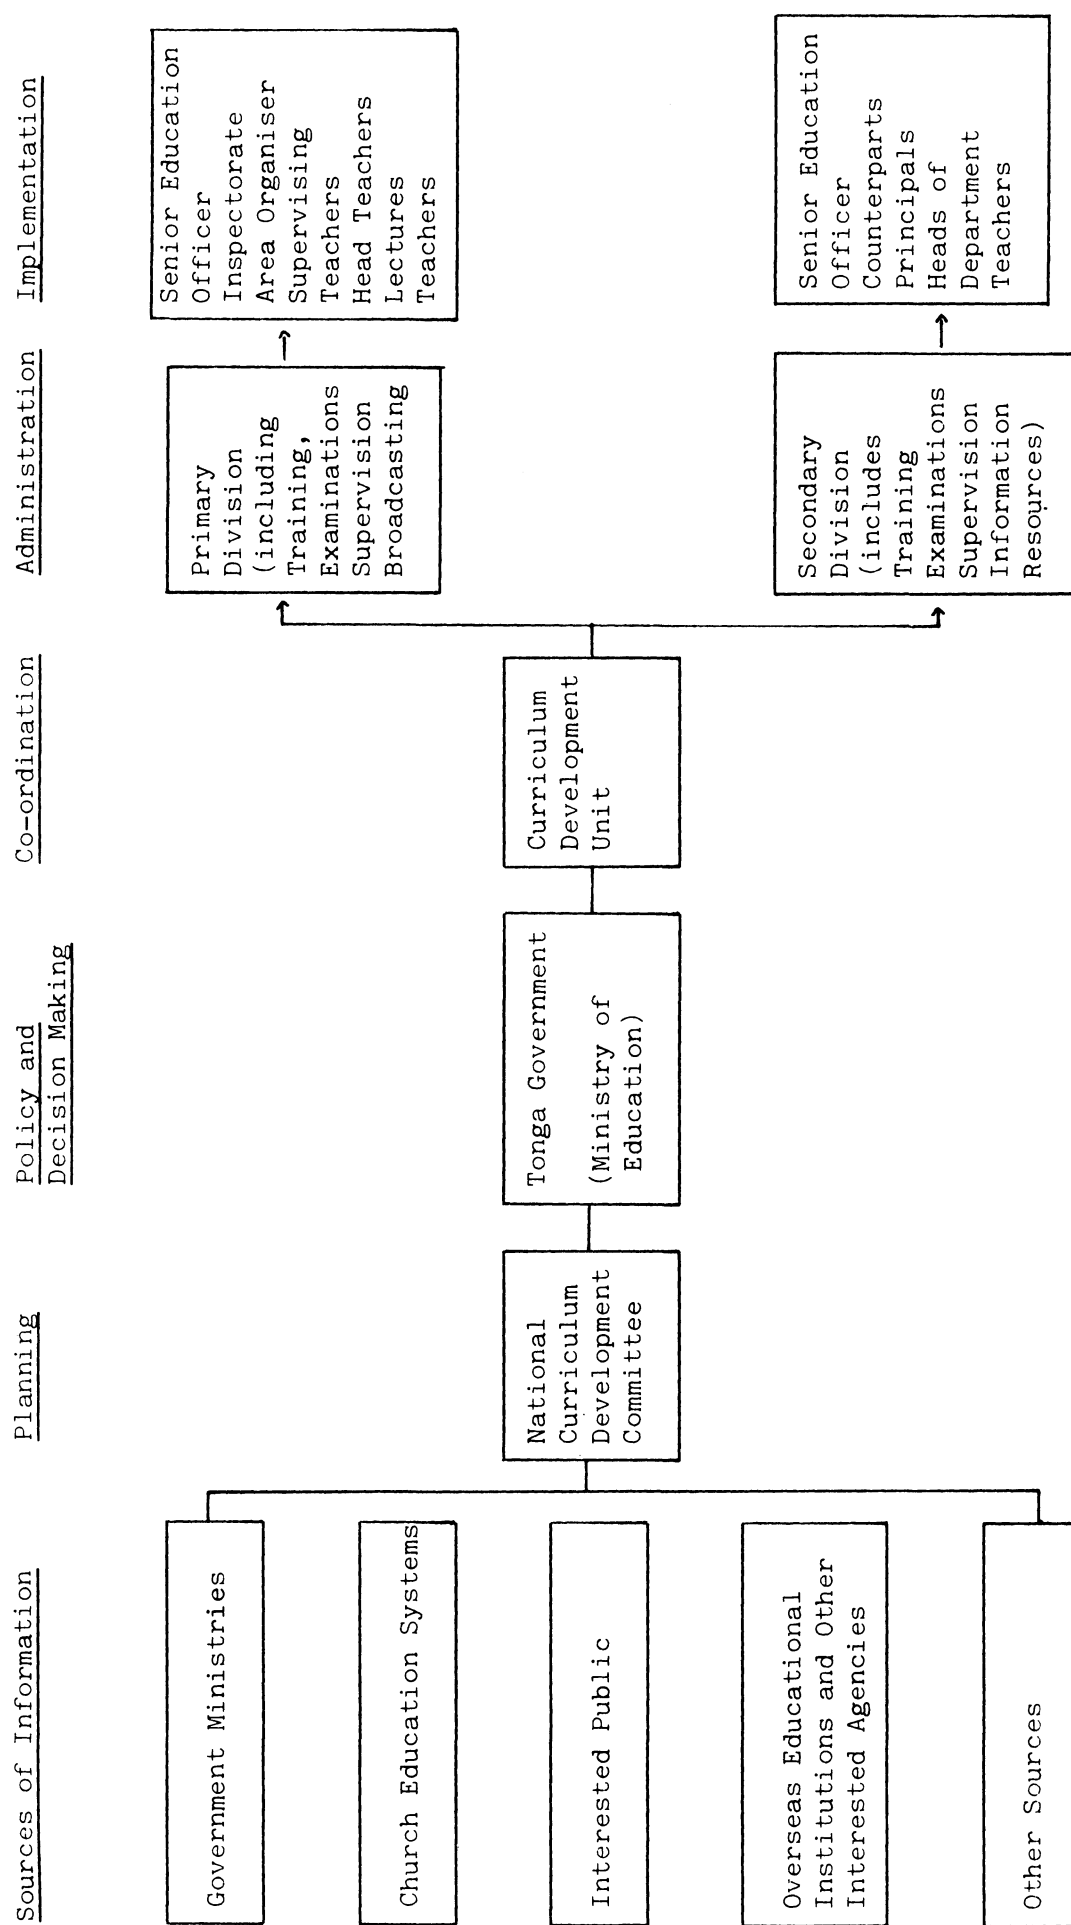 Sources of Information
Planning
Policy and
Decision Making
Co-ordination
Administration
Implementation
Government Ministries
Church Education Systems
Interested Public
Overseas Educational
Institutions and Other
Interested Agencies
Other Sources
National
Curriculum
Development
Committee
Tonga Government
(Ministry of
Education)
Curriculum
Development
Unit
Primary
Division
(including
Training,
Examinations
Supervision
Broadcasting
Secondary
Division
(includes
Training
Examinations
Supervision
Information
Resources)
Senior Education
Officer
Inspectorate
Area Organiser
Supervising
Teachers
Head Teachers
Lectures
Teachers
Senior Education
Officer
Counterparts
Principals
Heads of
Department
Teachers